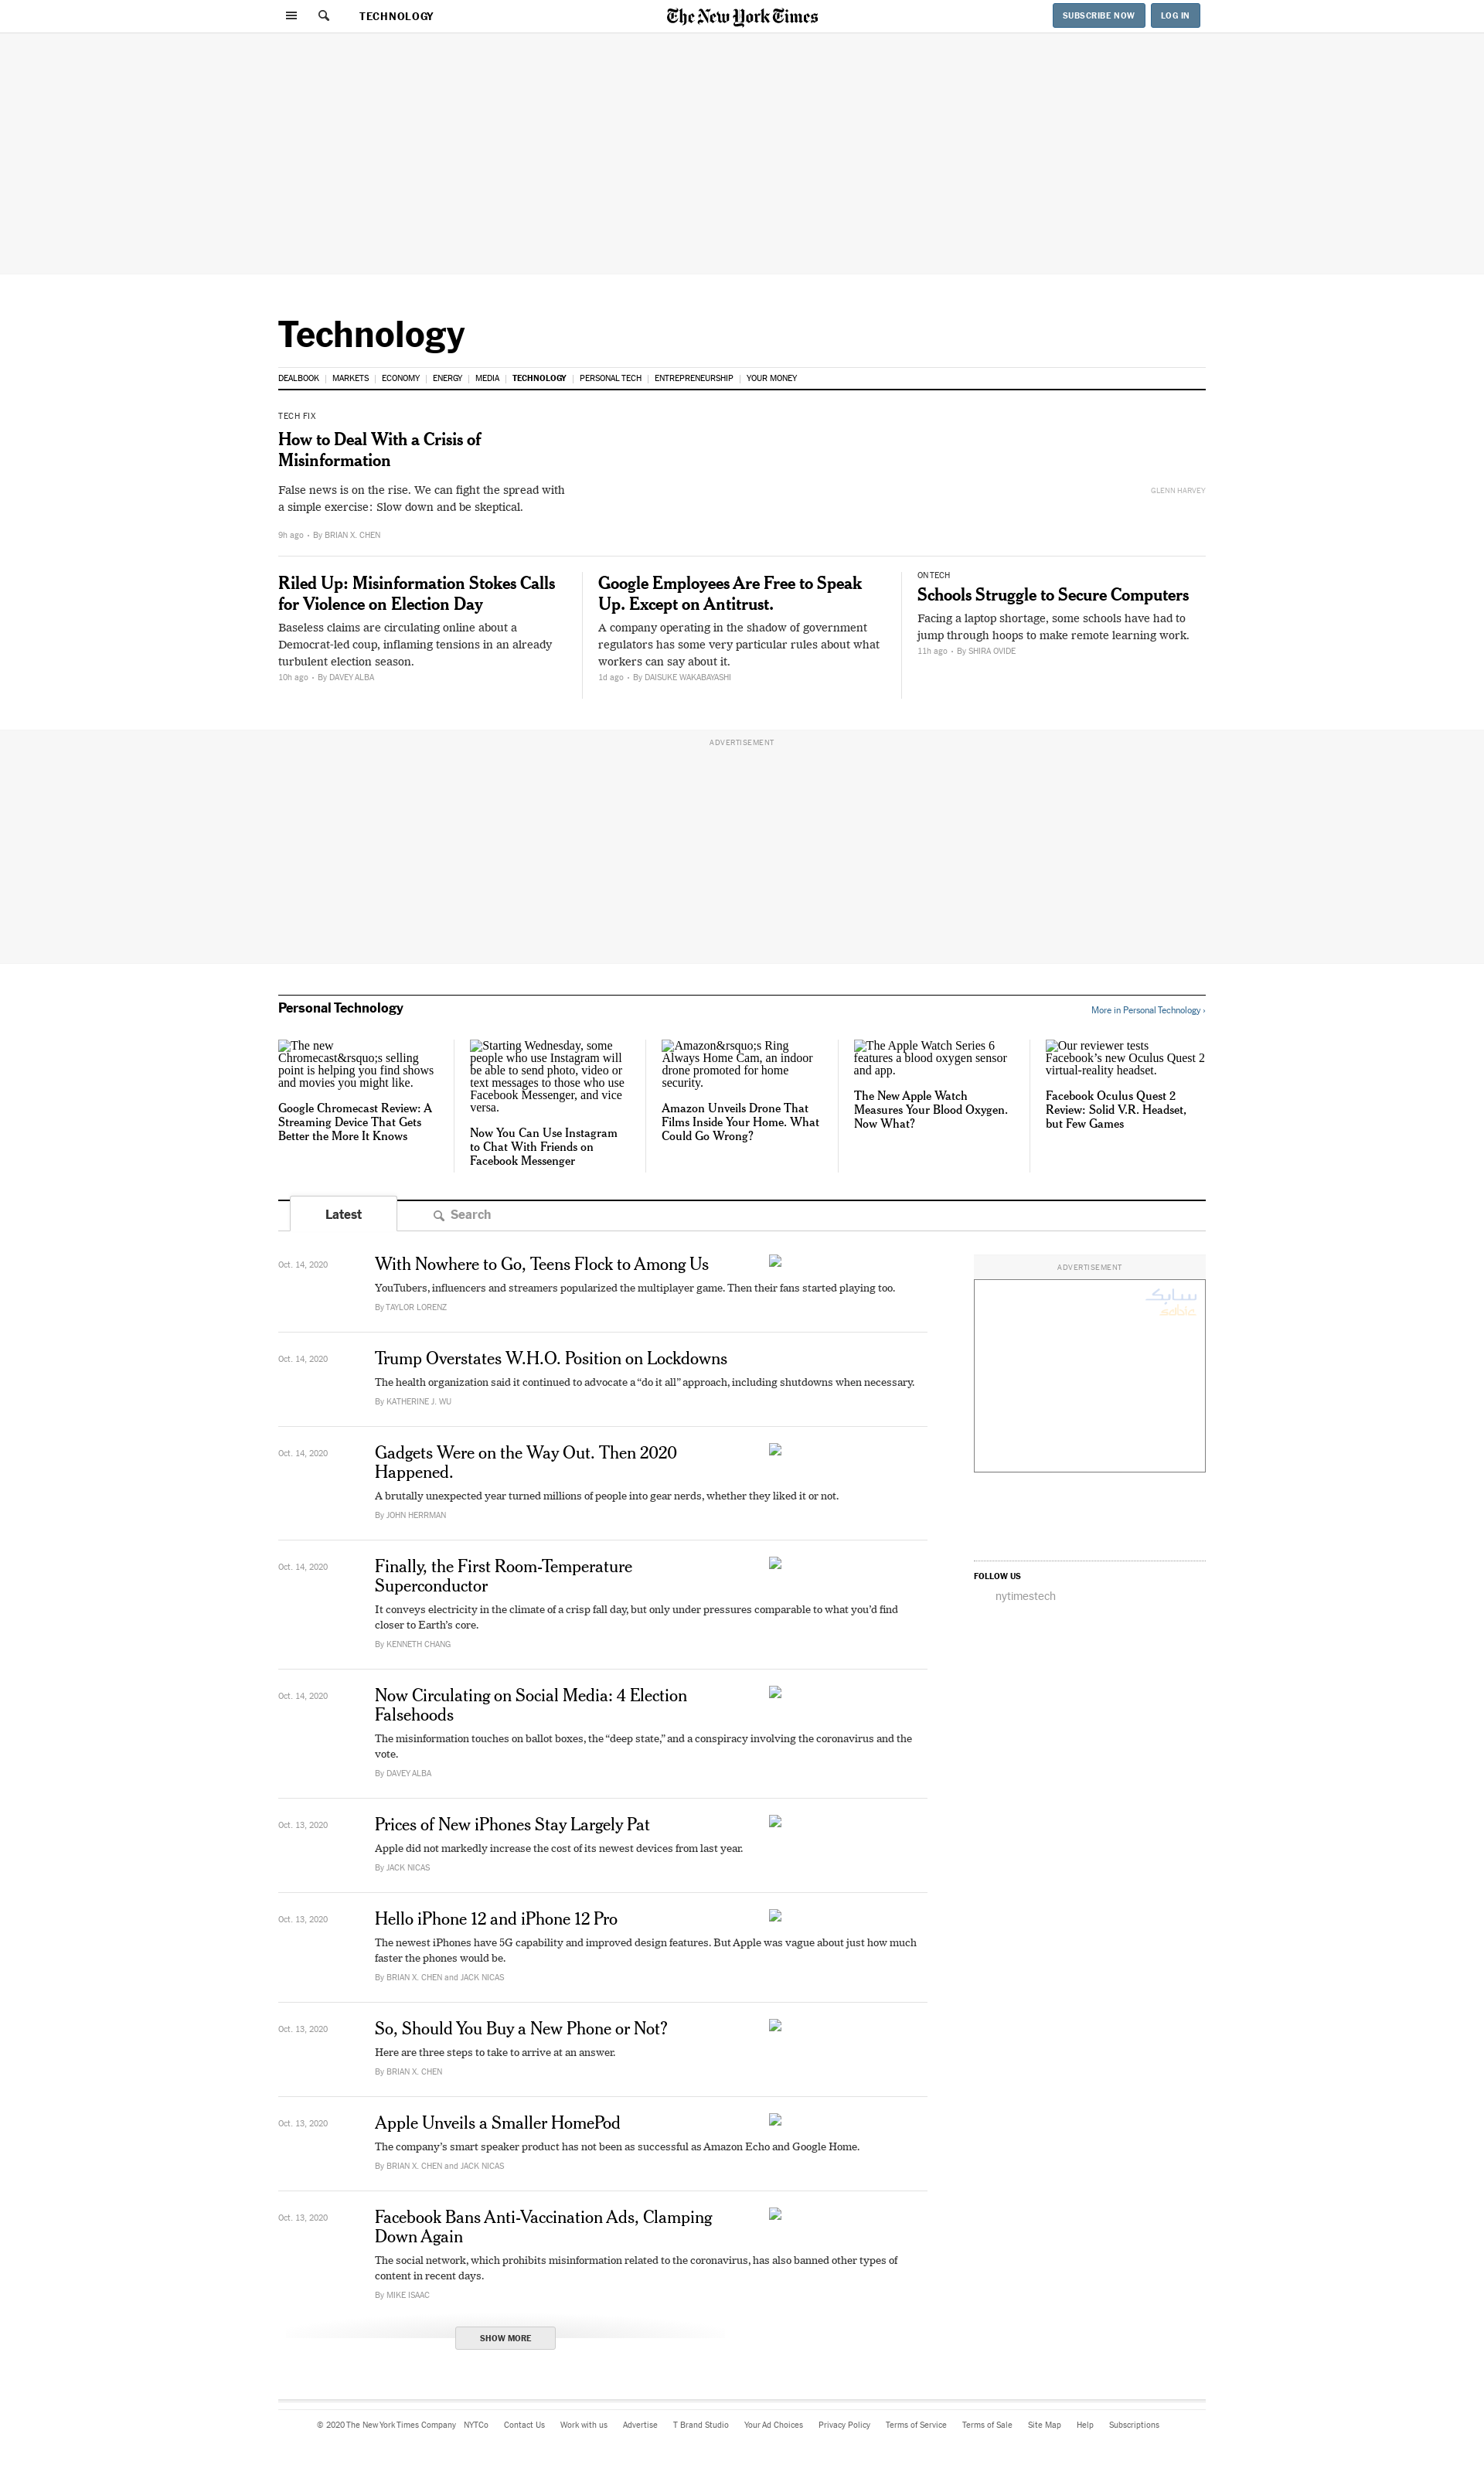 TECHNOLOGY
The New York Times
SUBSCRIBE NOW
LOG IN
Technology
DEALBOOK | MARKETS | ECONOMY | ENERGY | MEDIA | TECHNOLOGY | PERSONAL TECH | ENTREPRENEURSHIP | YOUR MONEY
TECH FIX
How to Deal With a Crisis of
Misinformation
False news is on the rise. We can fight the spread with
a simple exercise: Slow down and be skeptical.
GLENN HARVEY
9h ago • By BRIAN X. CHEN
Riled Up: Misinformation Stokes Calls
for Violence on Election Day
Baseless claims are circulating online about a
Democrat-led coup, inflaming tensions in an already
turbulent election season.
10h ago • By DAVEY ALBA
Google Employees Are Free to Speak
Up. Except on Antitrust.
A company operating in the shadow of government
regulators has some very particular rules about what
workers can say about it.
1d ago • By DAISUKE WAKABAYASHI
ON TECH
Schools Struggle to Secure Computers
Facing a laptop shortage, some schools have had to
jump through hoops to make remote learning work.
11h ago • By SHIRA OVIDE
ADVERTISEMENT
Personal Technology
More in Personal Technology ›
The new
Chromecast&rsquo;s selling
point is helping you find shows
and movies you might like.
Google Chromecast Review: A
Streaming Device That Gets
Better the More It Knows
Starting Wednesday, some
people who use Instagram will
be able to send photo, video or
text messages to those who use
Facebook Messenger, and vice
versa.
Now You Can Use Instagram
to Chat With Friends on
Facebook Messenger
Amazon&rsquo;s Ring
Always Home Cam, an indoor
drone promoted for home
security.
Amazon Unveils Drone That
Films Inside Your Home. What
Could Go Wrong?
The Apple Watch Series 6
features a blood oxygen sensor
and app.
The New Apple Watch
Measures Your Blood Oxygen.
Now What?
Our reviewer tests
Facebook’s new Oculus Quest 2
virtual-reality headset.
Facebook Oculus Quest 2
Review: Solid V.R. Headset,
but Few Games
Latest
Search
Oct. 14, 2020
With Nowhere to Go, Teens Flock to Among Us
YouTubers, influencers and streamers popularized the multiplayer game. Then their fans started playing too.
By TAYLOR LORENZ
ADVERTISEMENT
سابك
sabic
Oct. 14, 2020
Trump Overstates W.H.O. Position on Lockdowns
The health organization said it continued to advocate a “do it all” approach, including shutdowns when necessary.
By KATHERINE J. WU
Oct. 14, 2020
Gadgets Were on the Way Out. Then 2020
Happened.
A brutally unexpected year turned millions of people into gear nerds, whether they liked it or not.
By JOHN HERRMAN
Oct. 14, 2020
Finally, the First Room-Temperature
Superconductor
It conveys electricity in the climate of a crisp fall day, but only under pressures comparable to what you’d find
closer to Earth’s core.
By KENNETH CHANG
FOLLOW US
nytimestech
Oct. 14, 2020
Now Circulating on Social Media: 4 Election
Falsehoods
The misinformation touches on ballot boxes, the “deep state,” and a conspiracy involving the coronavirus and the
vote.
By DAVEY ALBA
Oct. 13, 2020
Prices of New iPhones Stay Largely Pat
Apple did not markedly increase the cost of its newest devices from last year.
By JACK NICAS
Oct. 13, 2020
Hello iPhone 12 and iPhone 12 Pro
The newest iPhones have 5G capability and improved design features. But Apple was vague about just how much
faster the phones would be.
By BRIAN X. CHEN and JACK NICAS
Oct. 13, 2020
So, Should You Buy a New Phone or Not?
Here are three steps to take to arrive at an answer.
By BRIAN X. CHEN
Oct. 13, 2020
Apple Unveils a Smaller HomePod
The company’s smart speaker product has not been as successful as Amazon Echo and Google Home.
By BRIAN X. CHEN and JACK NICAS
Oct. 13, 2020
Facebook Bans Anti-Vaccination Ads, Clamping
Down Again
The social network, which prohibits misinformation related to the coronavirus, has also banned other types of
content in recent days.
By MIKE ISAAC
SHOW MORE
© 2020 The New York Times Company NYTCo Contact Us Work with us Advertise T Brand Studio Your Ad Choices Privacy Policy Terms of Service Terms of Sale Site Map Help Subscriptions